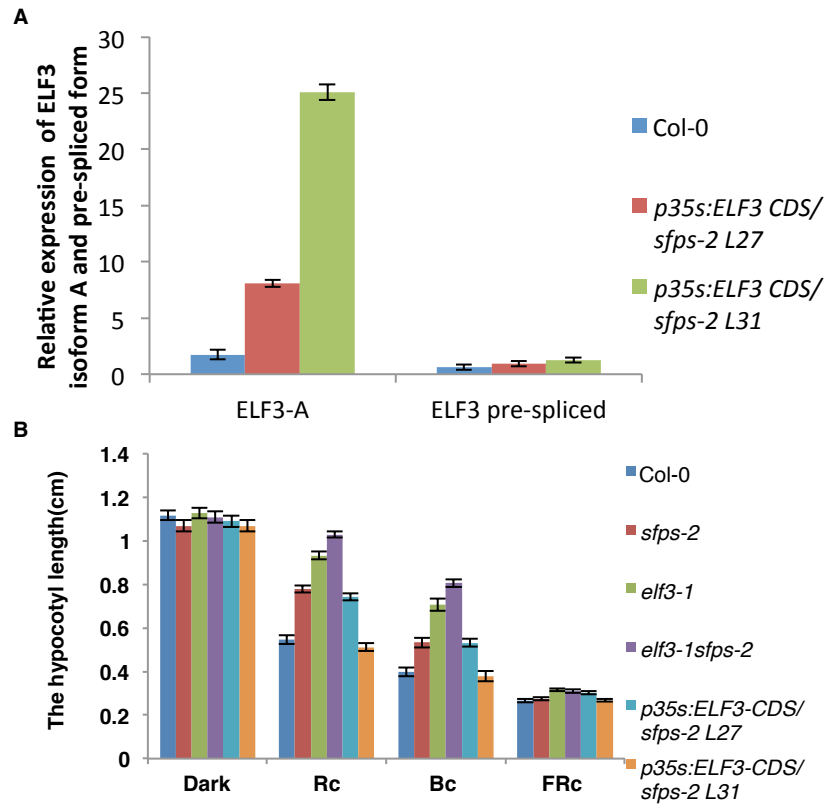 A
Relative expression of ELF3
isoform A and pre-spliced form
30
25
20
15
10
5
0
ELF3-A
ELF3 pre-spliced
Col-0
p35s:ELF3 CDS/
sfps-2 L27
p35s:ELF3 CDS/
sfps-2 L31
B
The hypocotyl length(cm)
1.4
1.2
1
0.8
0.6
0.4
0.2
0
Dark
Rc
Bc
FRc
Col-0
sfps-2
elf3-1
elf3-1sfps-2
p35s:ELF3-CDS/
sfps-2 L27
p35s:ELF3-CDS/
sfps-2 L31